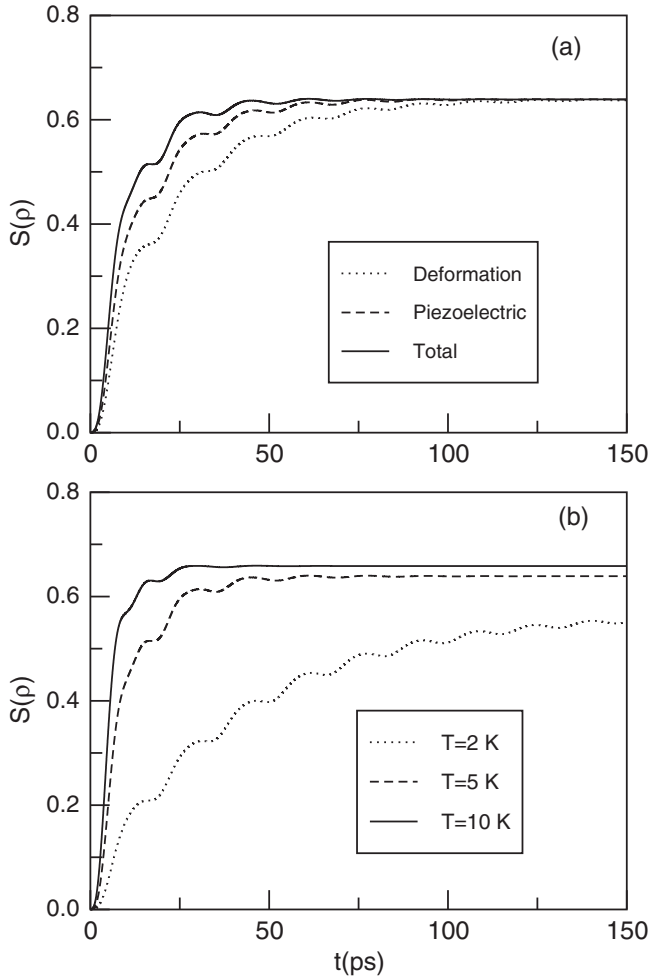 (a)
0.8
0.6
0.4
0.2
0.0
S(ρ)
Deformation
Piezoelectric
Total
0 50 100 150
(b)
0.8
0.6
0.4
0.2
0.0
S(ρ)
T=2 K
T=5 K
T=10 K
0 50 100 150
t(ps)